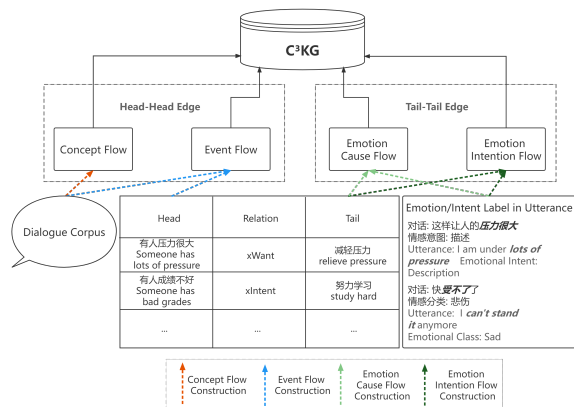 C³KG
Head-Head Edge
Tail-Tail Edge
Concept Flow
Event Flow
Emotion
Cause Flow
Emotion
Intention Flow
Dialogue Corpus
Head
Relation
Tail
有人压力很大
Someone has
lots of pressure
xWant
减轻压力
relieve pressure
有人成绩不好
Someone has
bad grades
xIntent
努力学习
study hard
...
...
...
Emotion/Intent Label in Utterance
对话: 这样让人的压力很大
情感意图: 描述
Utterance: I am under lots of
pressure Emotional Intent:
Description
对话: 快受不了了
情感分类: 悲伤
Utterance: I can't stand
it anymore
Emotional Class: Sad
Concept Flow
Construction
Event Flow
Construction
Emotion
Cause Flow
Construction
Emotion
Intention Flow
Construction